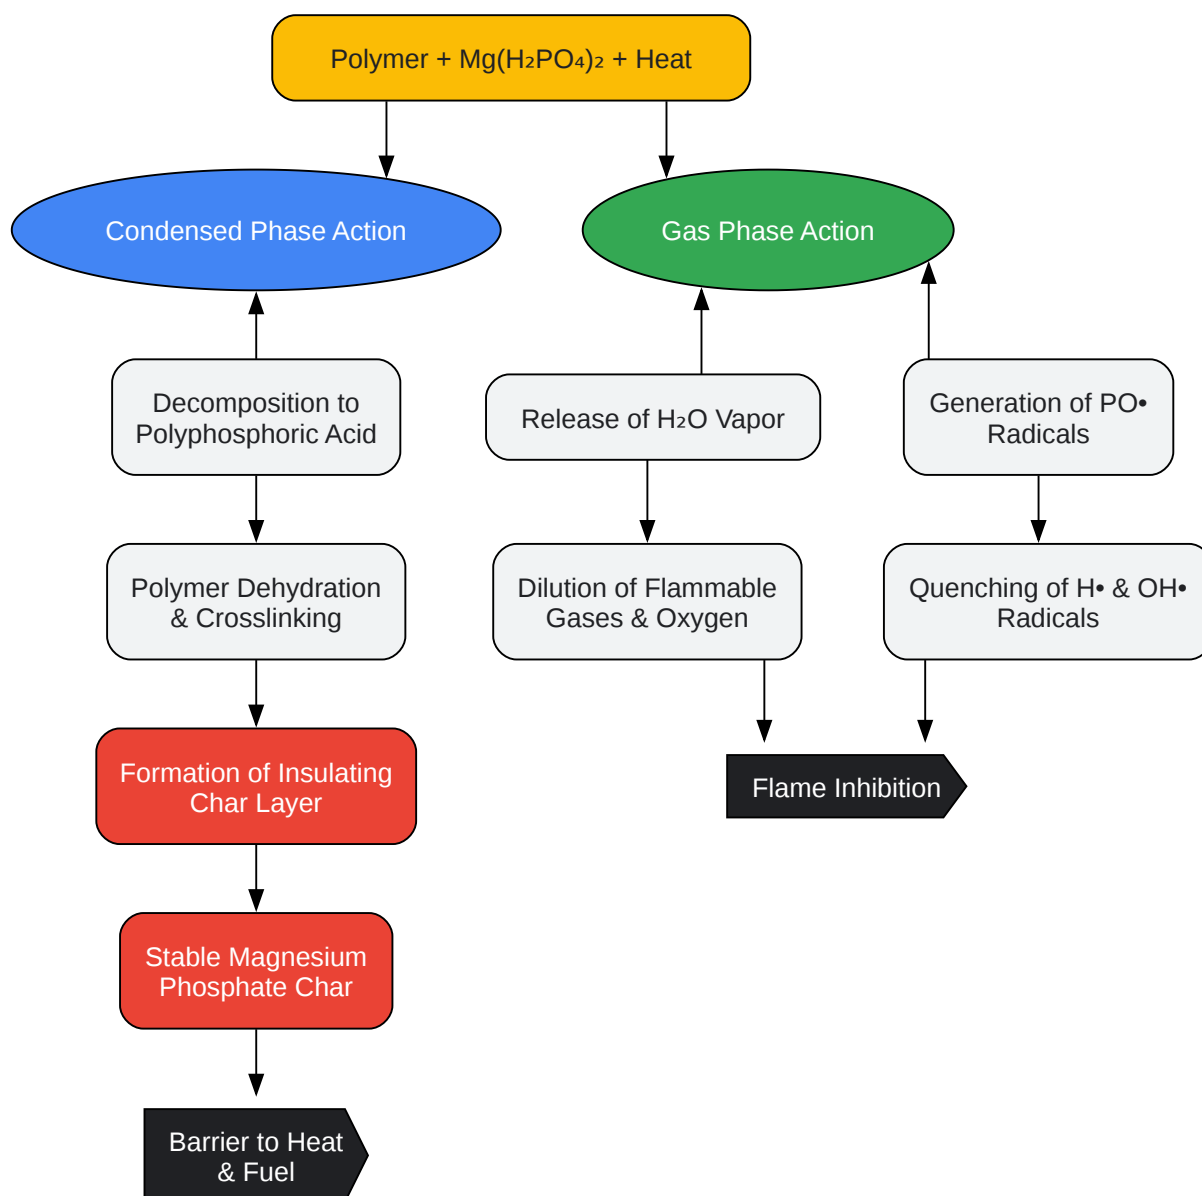 Polymer + Mg(H₂PO₄)₂ + Heat
Condensed Phase Action
Gas Phase Action
Decomposition to
Polyphosphoric Acid
Release of H₂O Vapor
Generation of PO•
Radicals
Polymer Dehydration
& Crosslinking
Dilution of Flammable
Gases & Oxygen
Quenching of H• & OH•
Radicals
Formation of Insulating
Char Layer
Flame Inhibition
Stable Magnesium
Phosphate Char
Barrier to Heat
& Fuel